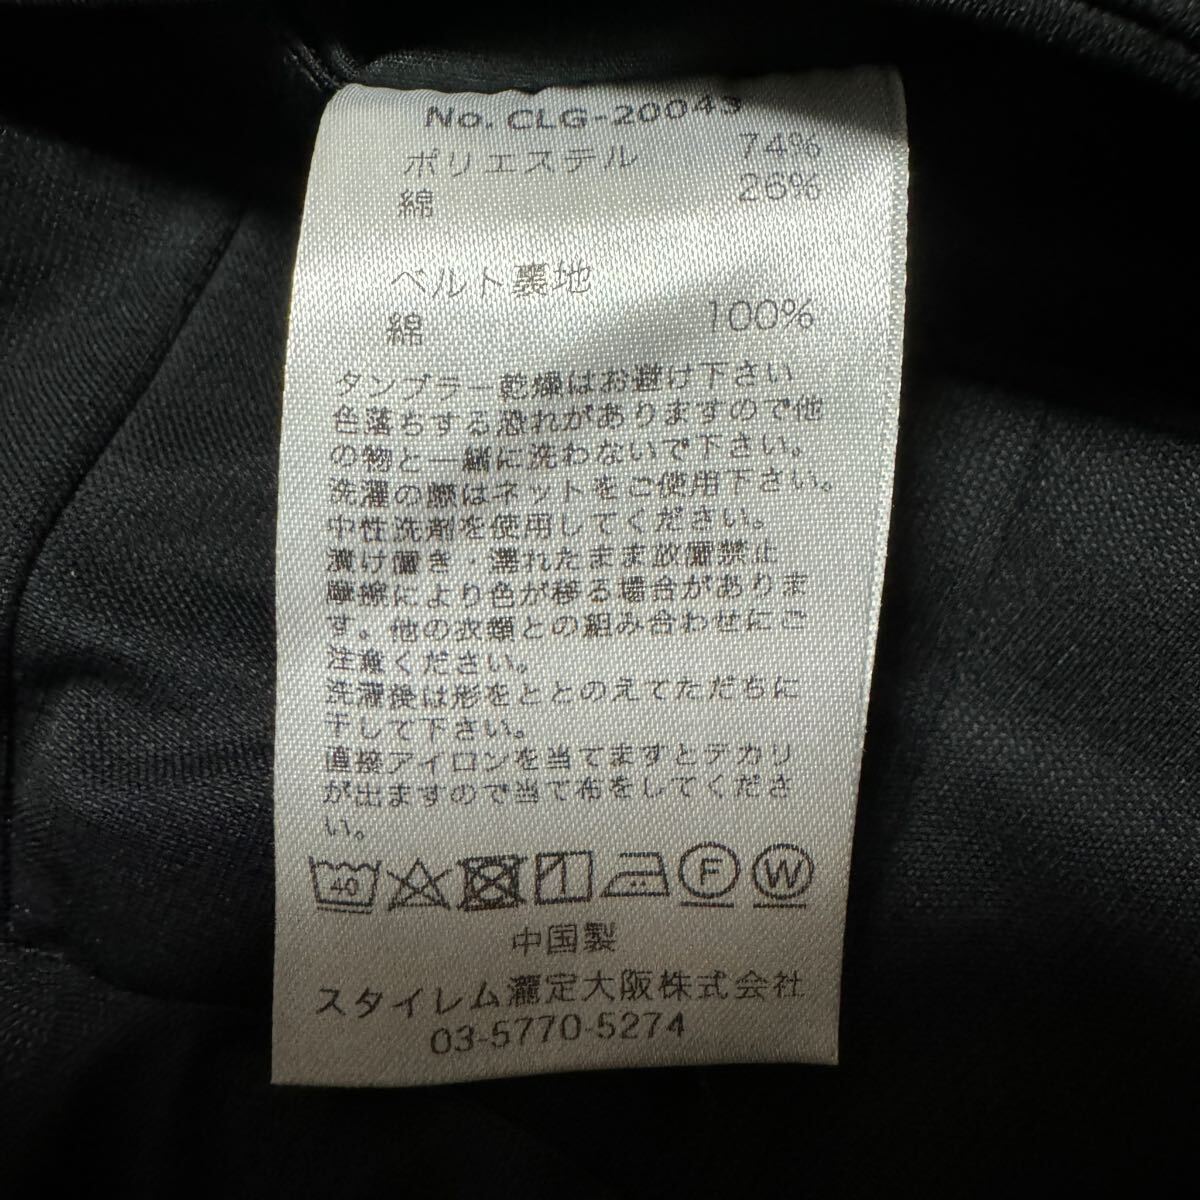 No. CLG-20043
ポリエステル 74%
綿 26%
ベルト裏地
綿 100%
タンブラー乾燥はお避け下さい
色落ちする恐れがありますので他
の物と一緒に洗わないで下さい。
洗濯の際はネットをご使用下さい。
中性洗剤を使用してください。
漬け置き・濡れたまま放置禁止
摩擦により色が移る場合がありま
す。他の衣類との組み合わせにご
注意ください。
洗濯後は形をととのえてただちに
干して下さい。
直接アイロンを当てますとテカリ
が出ますので当て布をしてくださ
い。
40 F W
中国製
スタイレム瀧定大阪株式会社
03-5770-5274